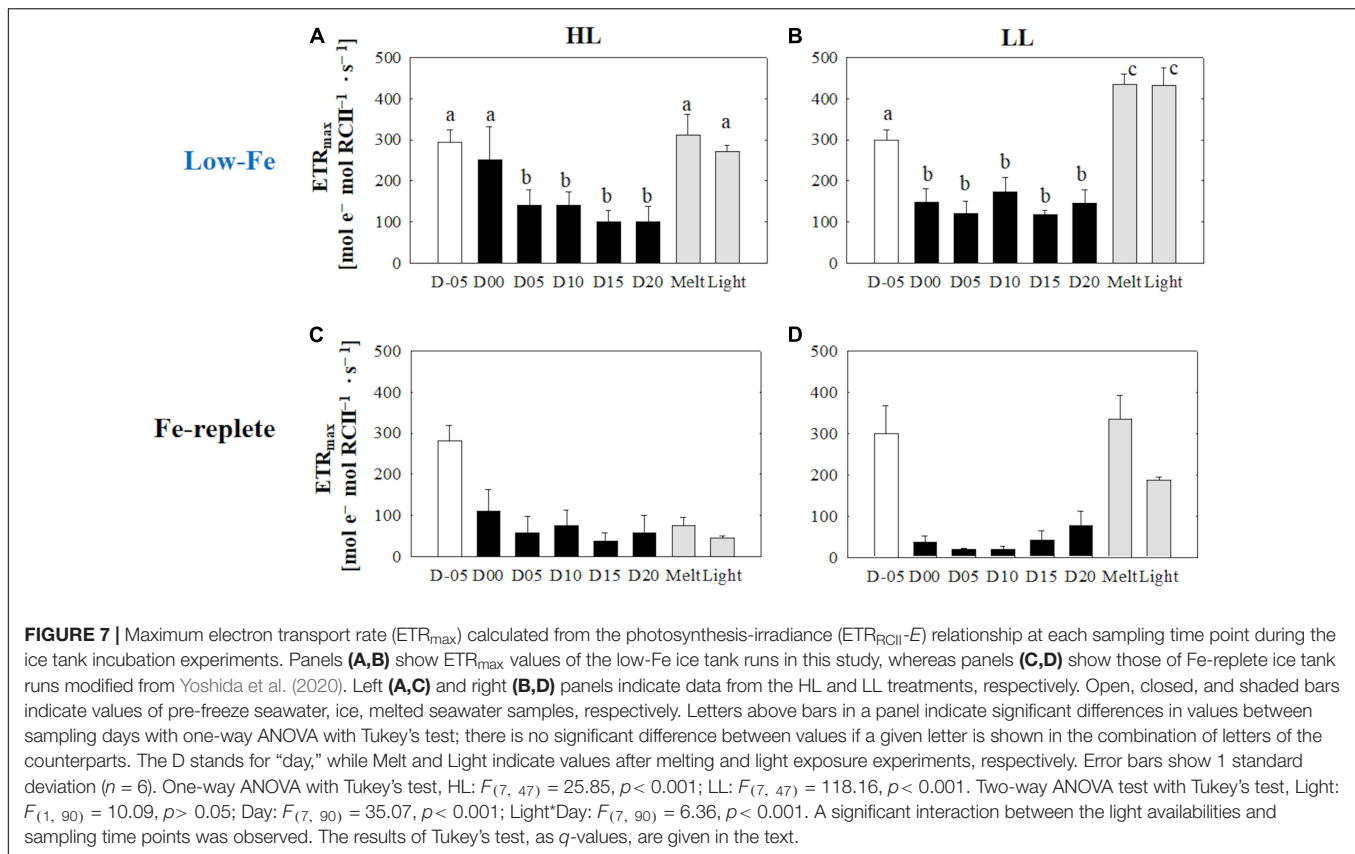 A HL
B LL
Low-Fe
ETRmax
[mol e⁻ mol RCII⁻¹ · s⁻¹]
500
400
300
200
100
0
a a b b b b a a
D-05 D00 D05 D10 D15 D20 Melt Light
500
400
300
200
100
0
a b b b b b c c
D-05 D00 D05 D10 D15 D20 Melt Light
C
D
Fe-replete
ETRmax
[mol e⁻ mol RCII⁻¹ · s⁻¹]
500
400
300
200
100
0
D-05 D00 D05 D10 D15 D20 Melt Light
500
400
300
200
100
0
D-05 D00 D05 D10 D15 D20 Melt Light
FIGURE 7 | Maximum electron transport rate (ETRmax) calculated from the photosynthesis-irradiance (ETRRCII-E) relationship at each sampling time point during the
ice tank incubation experiments. Panels (A,B) show ETRmax values of the low-Fe ice tank runs in this study, whereas panels (C,D) show those of Fe-replete ice tank
runs modified from Yoshida et al. (2020). Left (A,C) and right (B,D) panels indicate data from the HL and LL treatments, respectively. Open, closed, and shaded bars
indicate values of pre-freeze seawater, ice, melted seawater samples, respectively. Letters above bars in a panel indicate significant differences in values between
sampling days with one-way ANOVA with Tukey's test; there is no significant difference between values if a given letter is shown in the combination of letters of the
counterparts. The D stands for "day," while Melt and Light indicate values after melting and light exposure experiments, respectively. Error bars show 1 standard
deviation (n = 6). One-way ANOVA with Tukey's test, HL: F(7, 47) = 25.85, p< 0.001; LL: F(7, 47) = 118.16, p< 0.001. Two-way ANOVA test with Tukey's test, Light:
F(1, 90) = 10.09, p> 0.05; Day: F(7, 90) = 35.07, p< 0.001; Light*Day: F(7, 90) = 6.36, p< 0.001. A significant interaction between the light availabilities and
sampling time points was observed. The results of Tukey's test, as q-values, are given in the text.